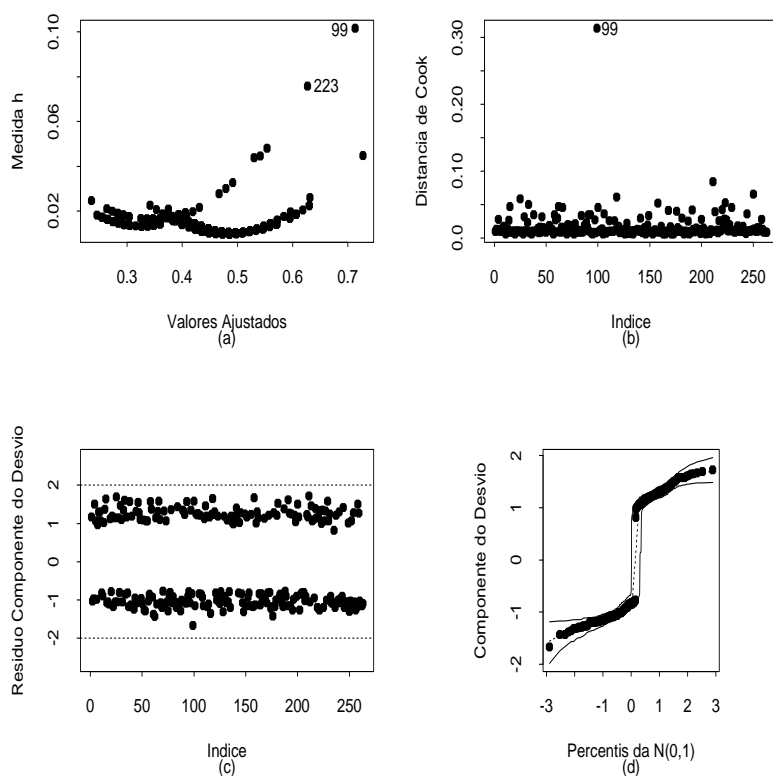 0.10
0.06
0.02
Medida h
99
223
0.3 0.4 0.5 0.6 0.7
Valores Ajustados
(a)
0.30
0.20
0.10
0.0
Distancia de Cook
99
0 50 100 150 200 250
Indice
(b)
2
1
0
-1
-2
Residuo Componente do Desvio
0 50 100 150 200 250
Indice
(c)
2
1
0
-1
-2
Componente do Desvio
-3 -1 0 1 2 3
Percentis da N(0,1)
(d)